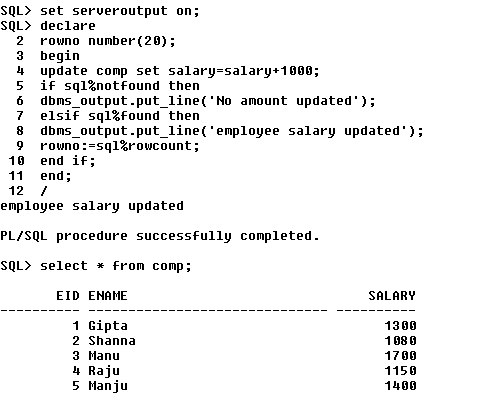 SQL> set serveroutput on;
SQL> declare
2 rowno number(20);
3 begin
4 update comp set salary=salary+1000;
5 if sql%notfound then
6 dbms_output.put_line('No amount updated');
7 elsif sql%found then
8 dbms_output.put_line('employee salary updated');
9 rowno:=sql%rowcount;
10 end if;
11 end;
12 /
employee salary updated
PL/SQL procedure successfully completed.
SQL> select * from comp;
EID ENAME SALARY
---------- ------------------------------ ----------
1 Gipta 1300
2 Shanna 1080
3 Manu 1700
4 Raju 1150
5 Manju 1400